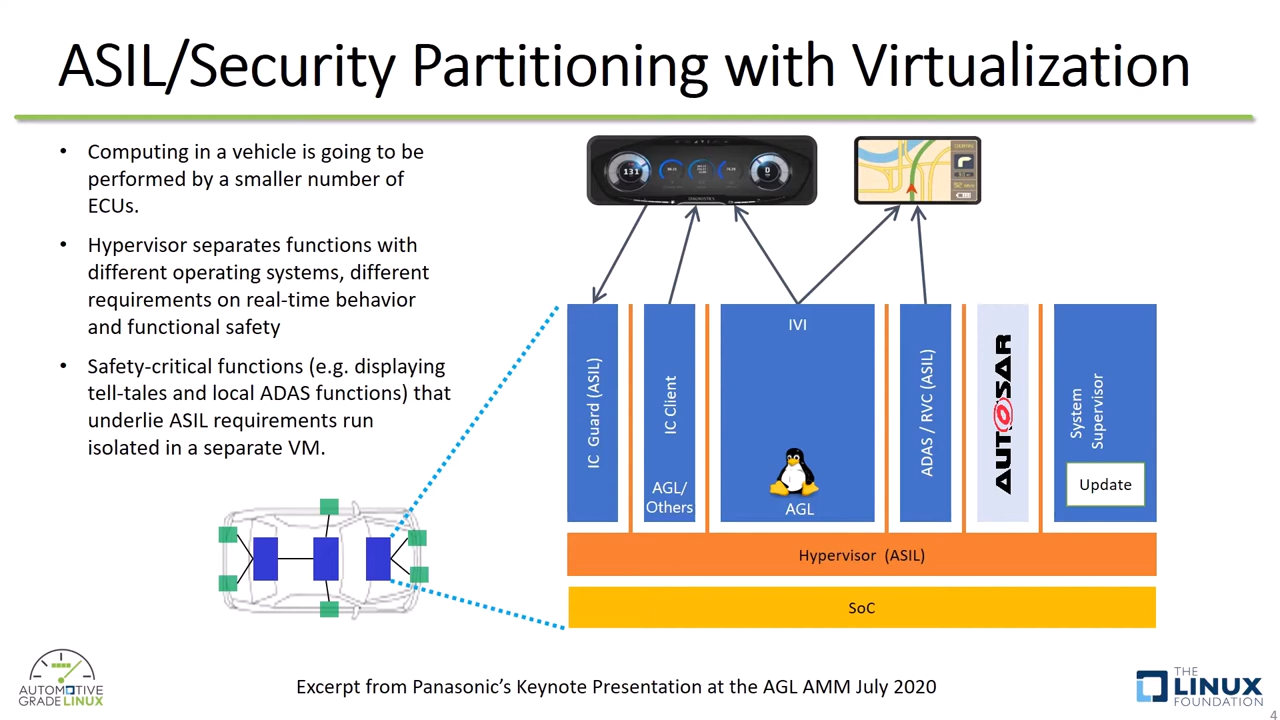 ASIL/Security Partitioning with Virtualization
• Computing in a vehicle is going to be
performed by a smaller number of
ECUs.
• Hypervisor separates functions with
different operating systems, different
requirements on real-time behavior
and functional safety
• Safety-critical functions (e.g. displaying
tell-tales and local ADAS functions) that
underlie ASIL requirements run
isolated in a separate VM.
131
D
IC Guard (ASIL)
IC Client
AGL/
Others
IVI
AGL
ADAS / RVC (ASIL)
AUTOSAR
System
Supervisor
Update
Hypervisor (ASIL)
SoC
AUTOMOTIVE
GRADE LINUX
Excerpt from Panasonic's Keynote Presentation at the AGL AMM July 2020
THE
LINUX
FOUNDATION
4